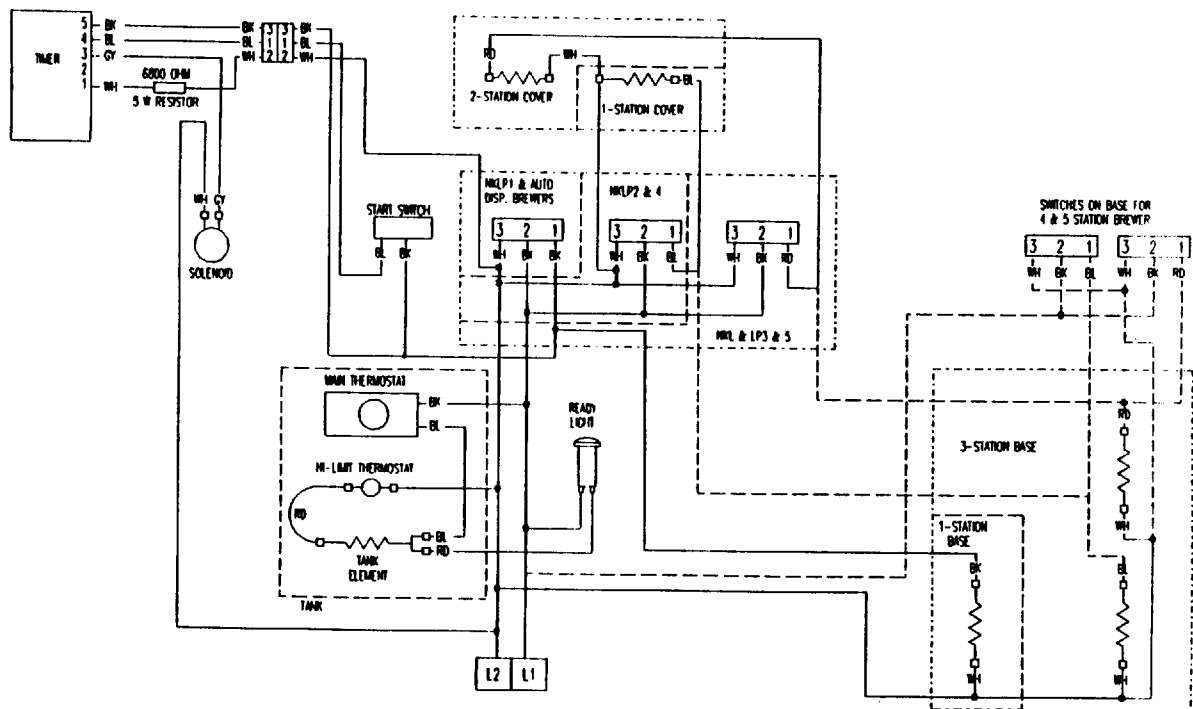 5 BK BK 3 3 BK
4 BL BL 1 1 BL
3 GY WH 2 2 WH
2
1 WH
TIMER
6800 OHM
5 W RESISTOR
RD WH BL
2-STATION COVER
1-STATION COVER
WH GY
SOLENOID
START SWITCH
BL BK
NKLP1 & AUTO
DISP. BREWERS
3 2 1
WH BK BK
NKLP2 & 4
3 2 1
WH BK BL
3 2 1
WH BK RD
NKL & LP3 & 5
SWITCHES ON BASE FOR
4 & 5 STATION BREWER
3 2 1 3 2 1
WH BK BL WH BK RD
MAIN THERMOSTAT
BK
BL
HI-LIMIT THERMOSTAT
RD
BL
RD
TANK
ELEMENT
TANK
READY
LIGHT
3-STATION BASE
RD
WH
1-STATION
BASE
BK
WH
BL
WH
L2 L1